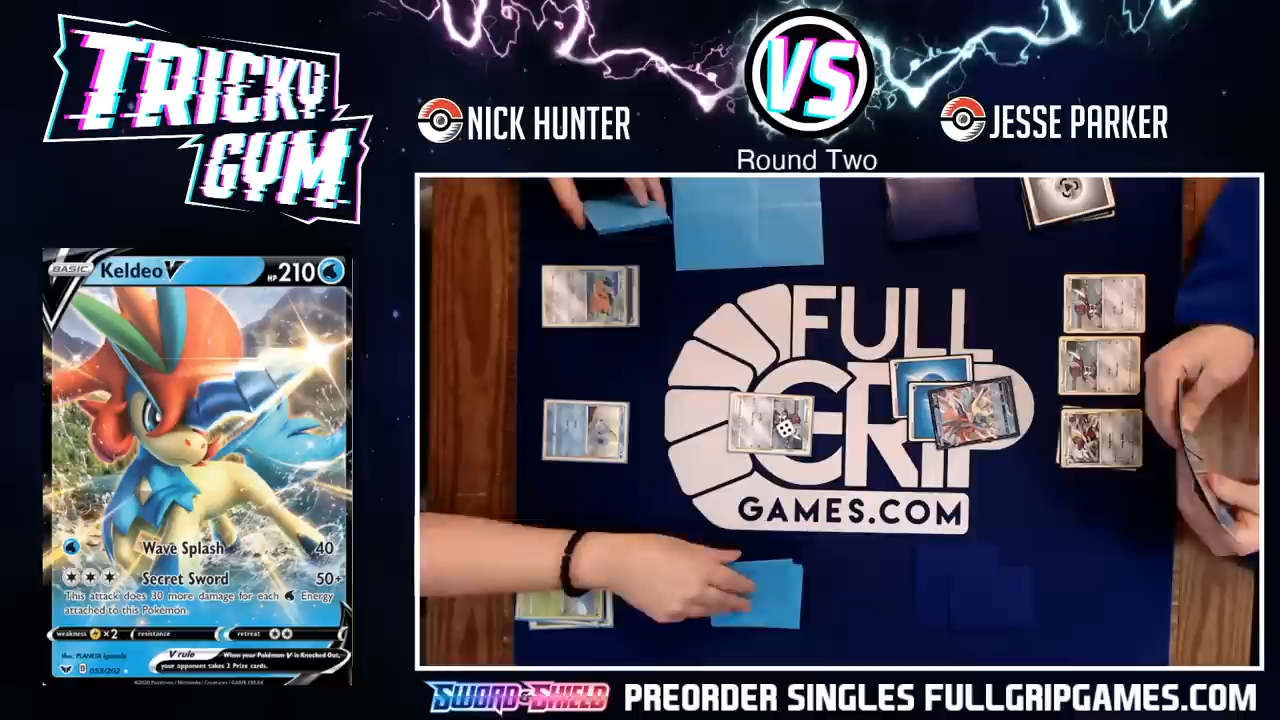 TRICKY
GYM
NICK HUNTER
VS
JESSE PARKER
Round Two
BASIC Keldeo V HP 210
Wave Splash 40
Secret Sword 50+
This attack does 30 more damage for each Energy
attached to this Pokémon.
weakness ×2 resistance retreat
V rule When your Pokémon V is Knocked Out,
your opponent takes 2 Prize cards.
D 053/202
FULL
GRIP
GAMES.COM
SWORD SHIELD PREORDER SINGLES FULLGRIPGAMES.COM